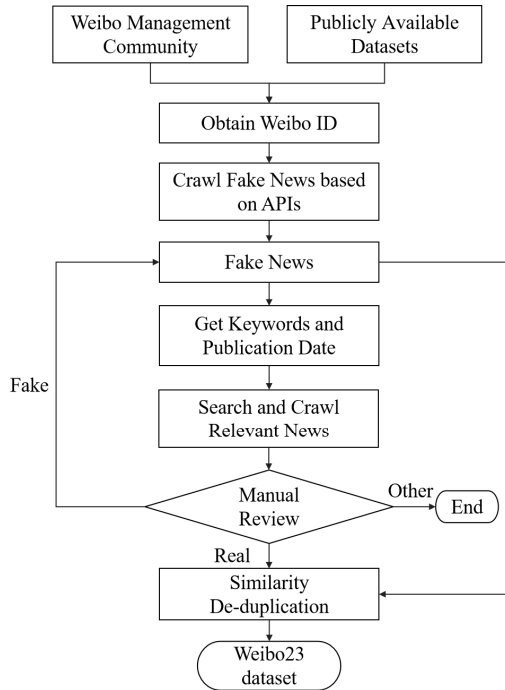 Weibo Management
Community
Publicly Available
Datasets
Obtain Weibo ID
Crawl Fake News based
on APIs
Fake News
Get Keywords and
Publication Date
Fake
Search and Crawl
Relevant News
Manual
Review
Other
End
Real
Similarity
De-duplication
Weibo23
dataset